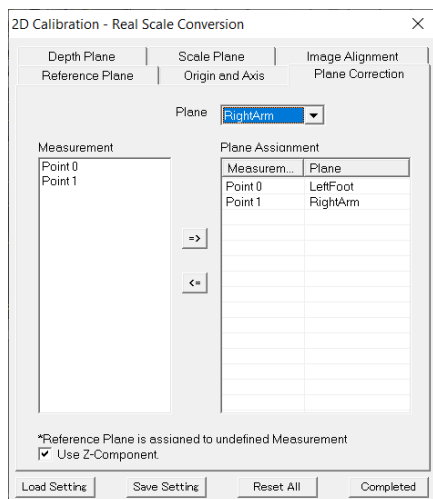 2D Calibration - Real Scale Conversion
Depth Plane
Scale Plane
Image Alignment
Reference Plane
Origin and Axis
Plane Correction
Plane
RightArm
Measurement
Plane Assignment
Point 0
Point 1
Measurem...
Plane
Point 0
LeftFoot
Point 1
RightArm
=>
<=
*Reference Plane is assigned to undefined Measurement
Use Z-Component.
Load Setting
Save Setting
Reset All
Completed